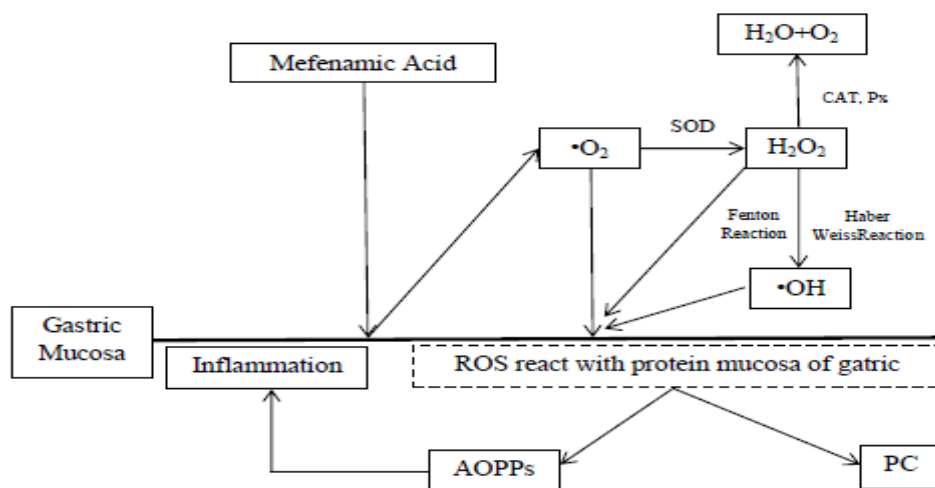 H₂O+O₂
Mefenamic Acid
CAT, Px
SOD
•O₂
H₂O₂
Fenton
Reaction
Haber
WeissReaction
•OH
Gastric
Mucosa
Inflammation
ROS react with protein mucosa of gatric
AOPPs
PC